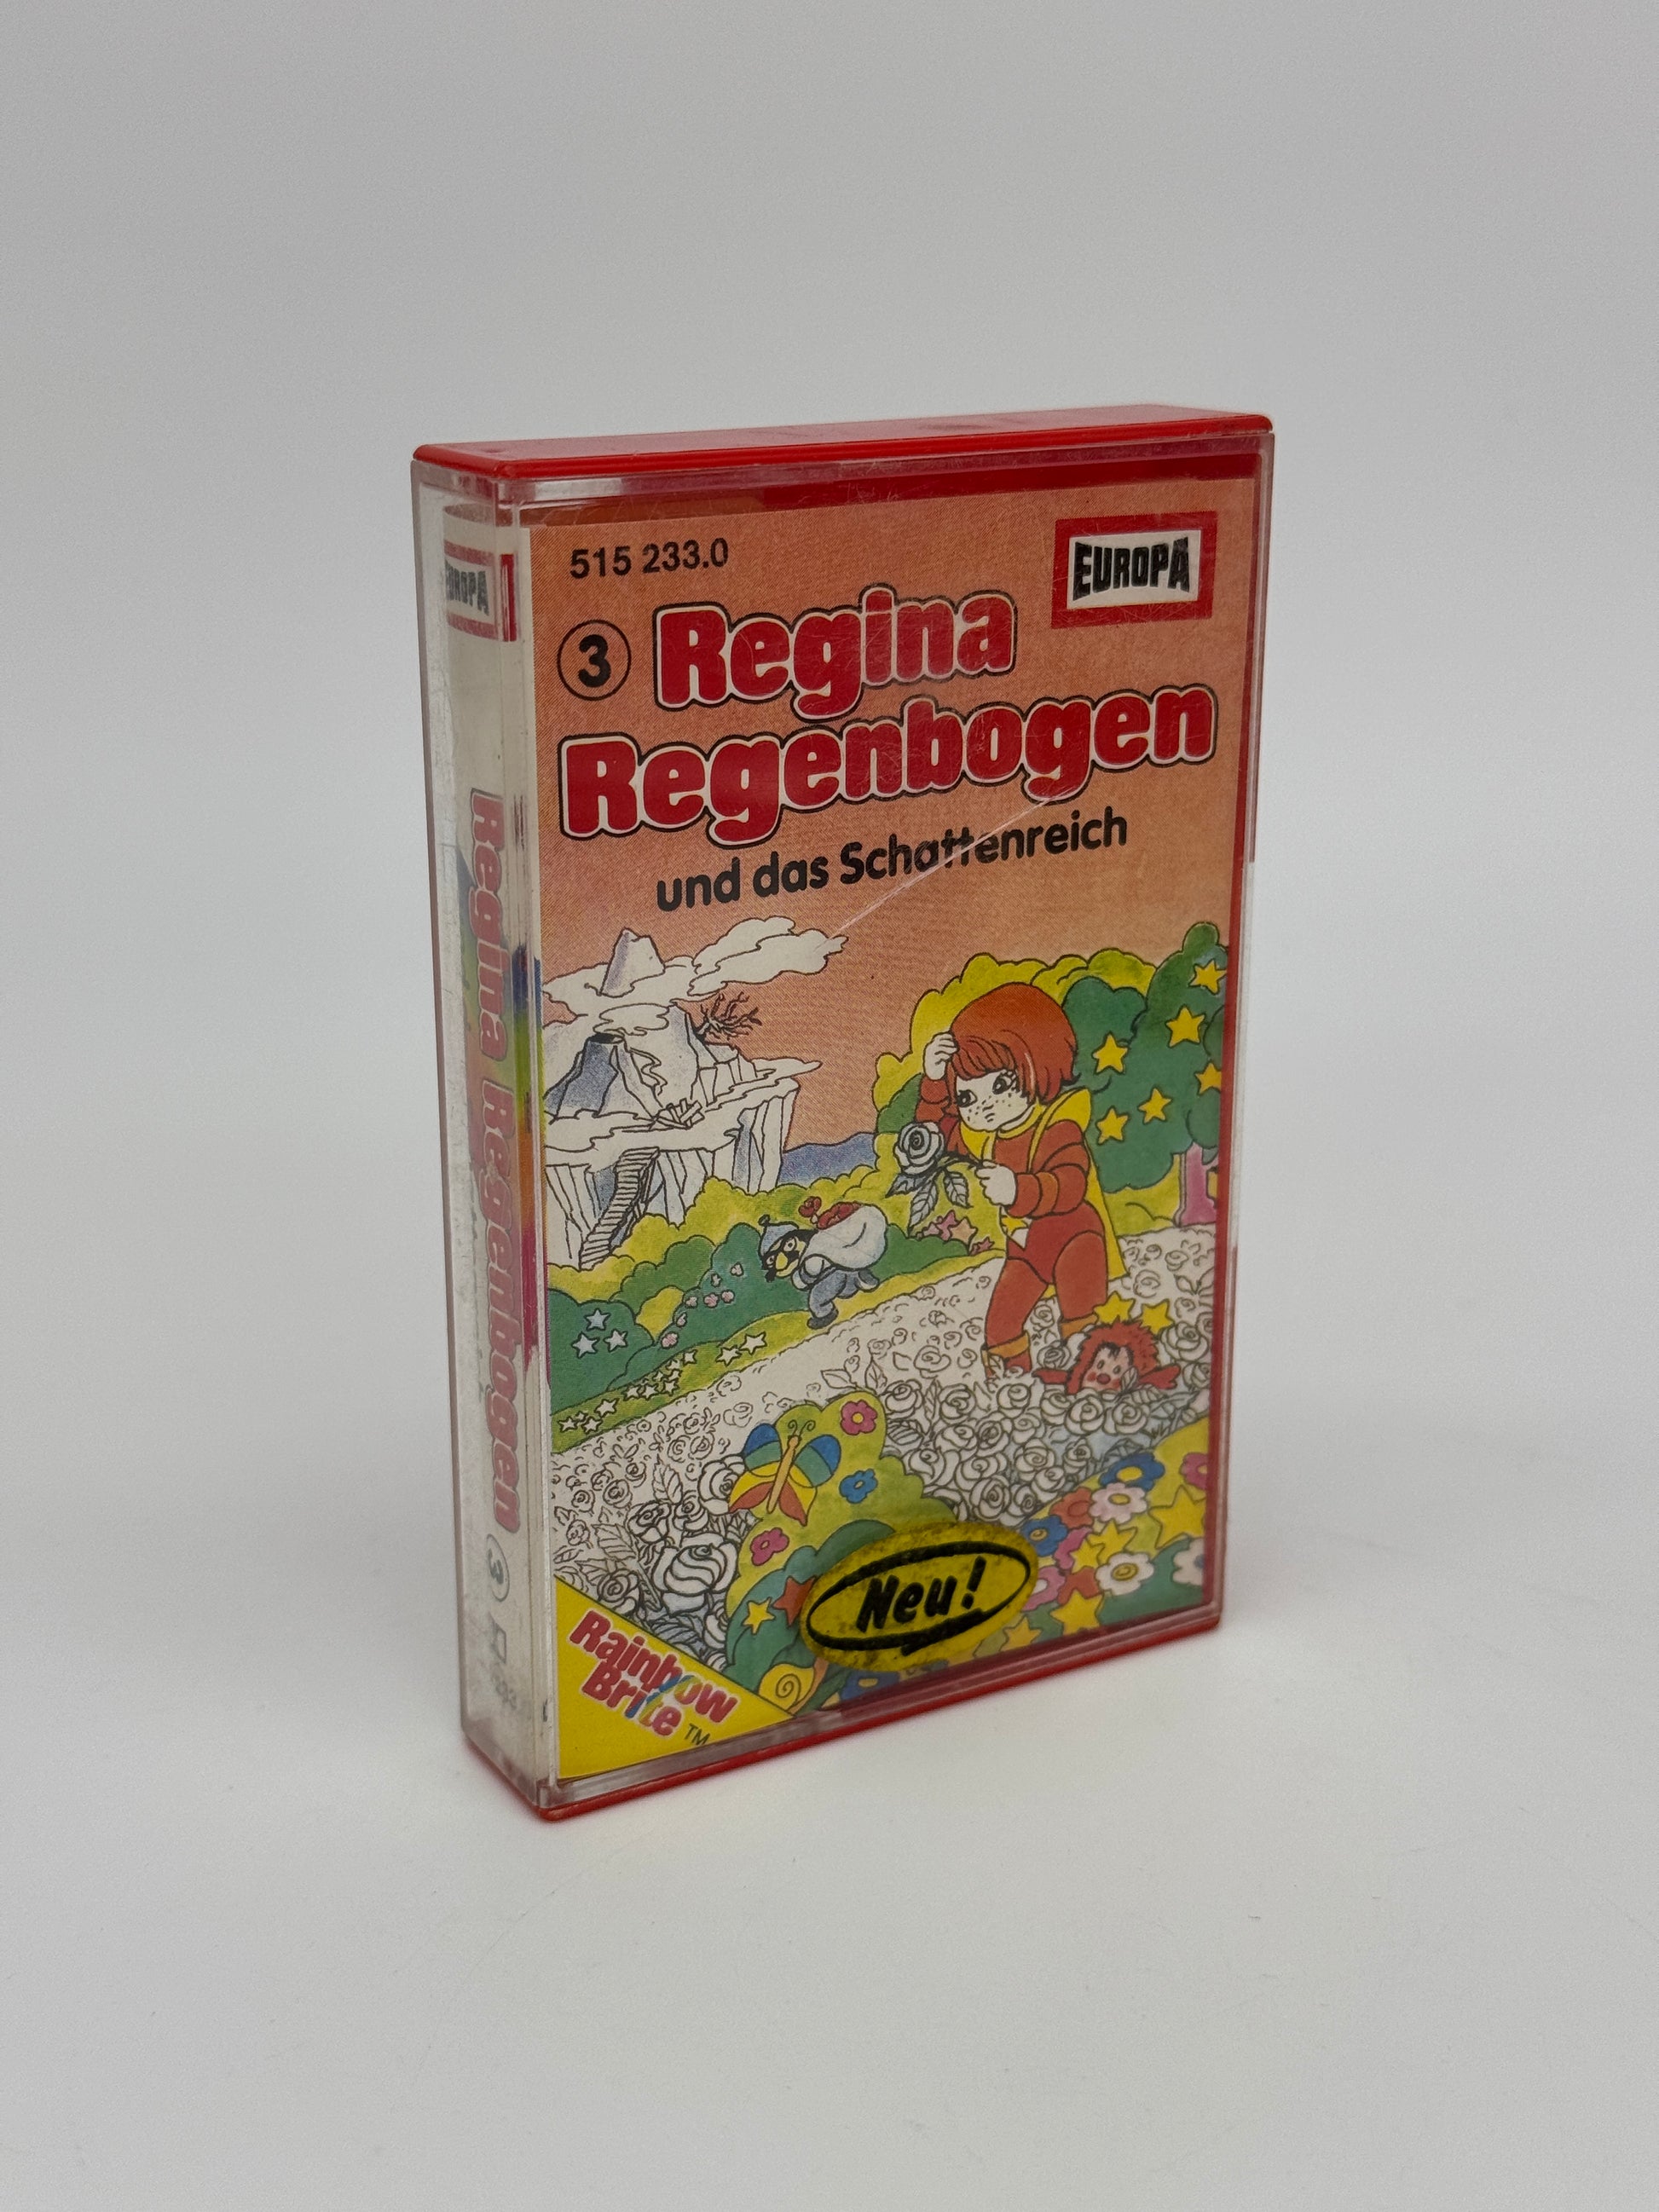 515 233.0
EUROPA
3 Regina
Regenbogen
und das Schattenreich
Neu!
Rainbow
Brite TM
EUROPA
Regina Regenbogen 3